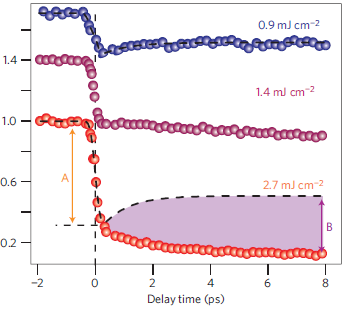 0.9 mJ cm⁻²
1.4
1.4 mJ cm⁻²
1.0
2.7 mJ cm⁻²
A
0.6
B
0.2
−2 0 2 4 6 8
Delay time (ps)